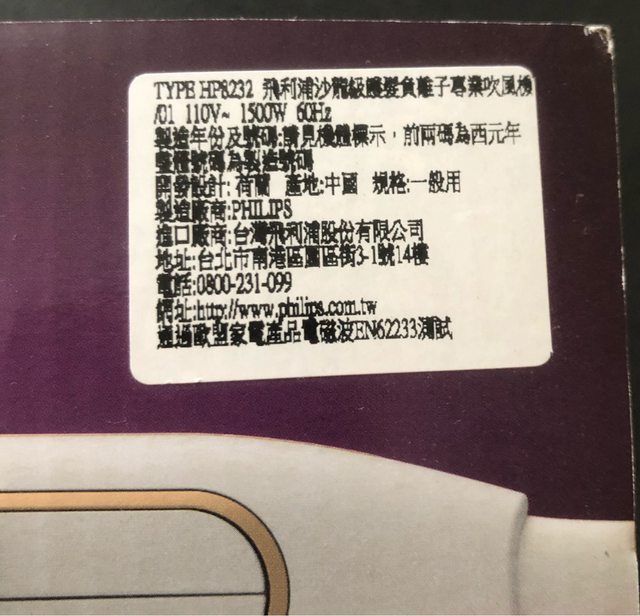 TYPE HP8232 飛利浦沙龍級護髮負離子專業吹風機
/01 110V~ 1500W 60Hz
製造年份及號碼:請見機體標示，前兩碼為西元年
整檔號碼為製造號碼
開發設計: 荷蘭 產地:中國 規格:一般用
製造廠商:PHILIPS
進口廠商:台灣飛利浦股份有限公司
地址:台北市南港區園區街3-1號14樓
電話:0800-231-099
網址:http://www.philips.com.tw
通過歐盟家電產品電磁波EN62233測試